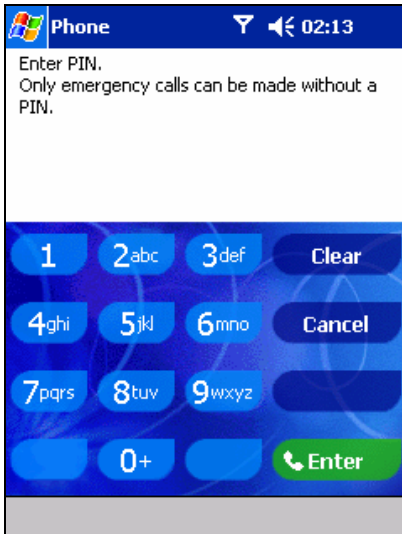 Phone 02:13
Enter PIN.
Only emergency calls can be made without a
PIN.
1 2abc 3def Clear
4ghi 5jkl 6mno Cancel
7pqrs 8tuv 9wxyz
0+ Enter